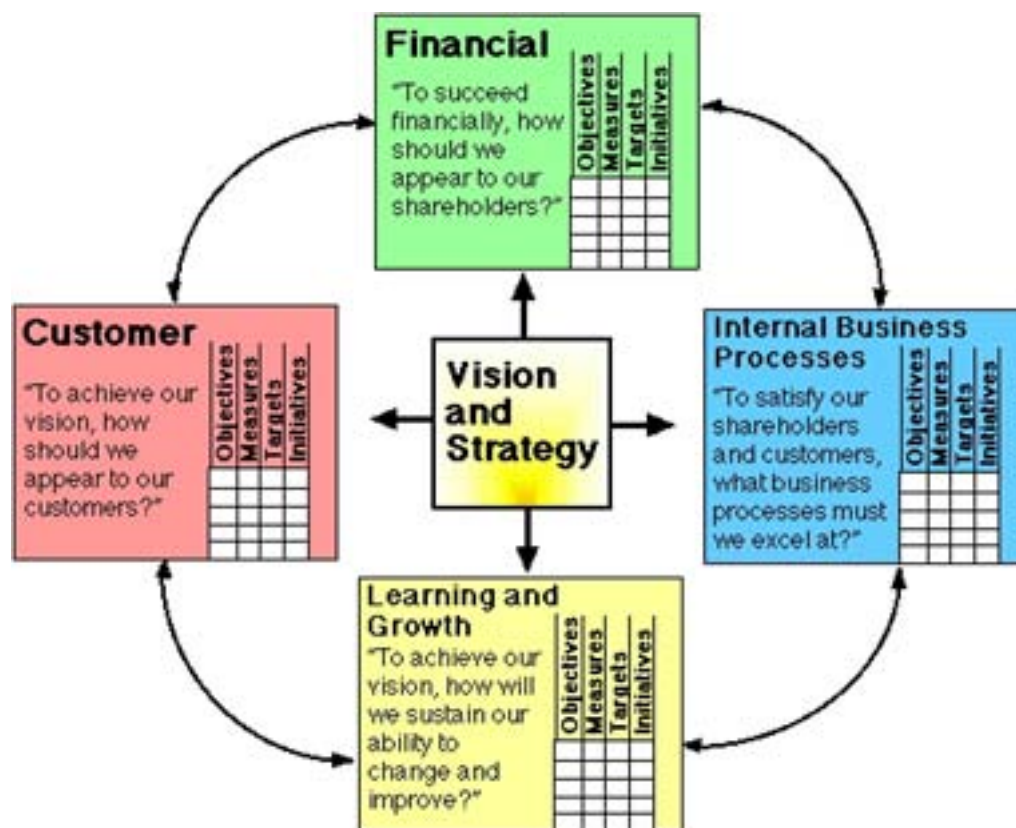 Financial
"To succeed
financially, how
should we
appear to our
shareholders?"
Objectives
Measures
Targets
Initiatives
Customer
"To achieve our
vision, how
should we
appear to our
customers?"
Objectives
Measures
Targets
Initiatives
Vision
and
Strategy
Internal Business
Processes
"To satisfy our
shareholders
and customers,
what business
processes must
we excel at?"
Objectives
Measures
Targets
Initiatives
Learning and
Growth
"To achieve our
vision, how will
we sustain our
ability to
change and
improve?"
Objectives
Measures
Targets
Initiatives